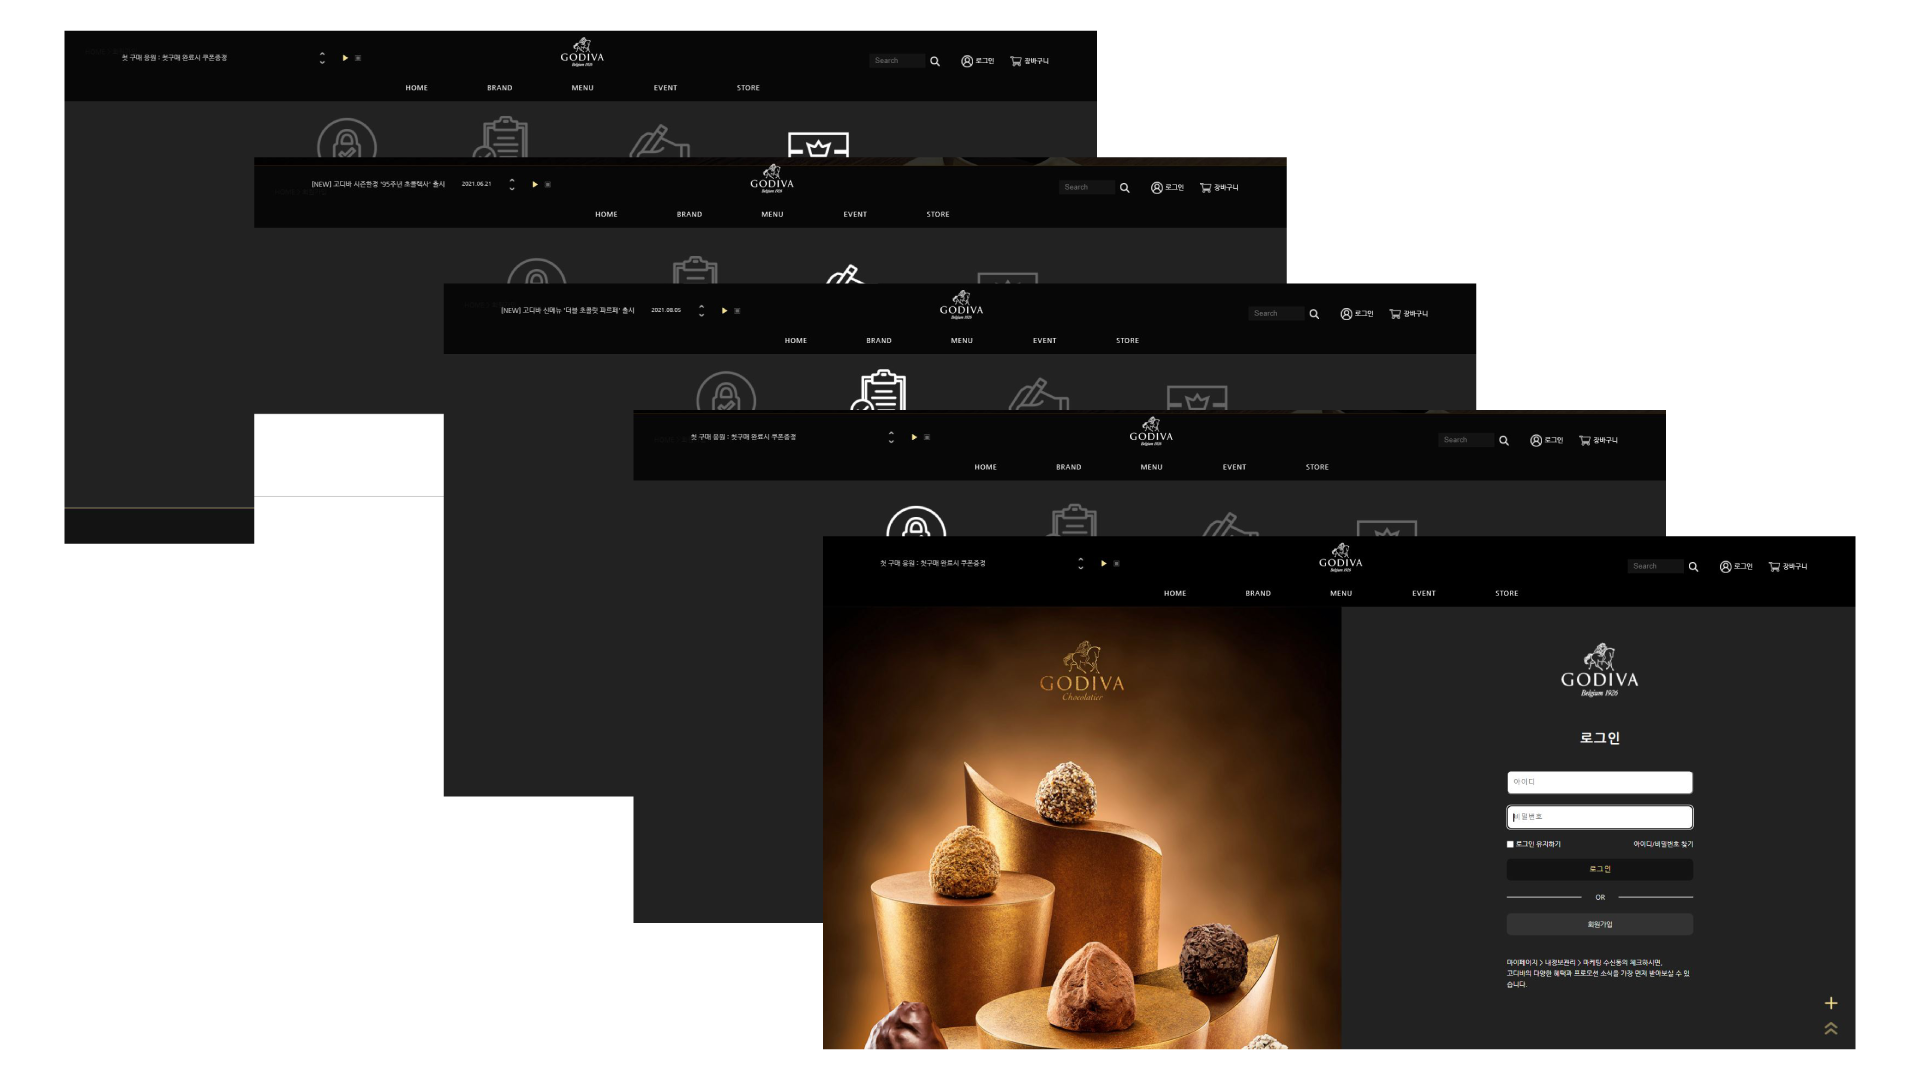 첫 구매 응원 : 첫구매 완료시 쿠폰증정
GODIVA
Belgium 1926
Search
로그인
장바구니
HOME BRAND MENU EVENT STORE
[NEW] 고디바 시즌한정 '95주년 초콜렉사' 출시 2021.06.21
GODIVA
Belgium 1926
Search
로그인
장바구니
HOME BRAND MENU EVENT STORE
[NEW] 고디바 신메뉴 '더블 초콜릿 파르페' 출시 2021.08.05
GODIVA
Belgium 1926
Search
로그인
장바구니
HOME BRAND MENU EVENT STORE
첫 구매 응원 : 첫구매 완료시 쿠폰증정
GODIVA
Belgium 1926
Search
로그인
장바구니
HOME BRAND MENU EVENT STORE
첫 구매 응원 : 첫구매 완료시 쿠폰증정
GODIVA
Belgium 1926
Search
로그인
장바구니
HOME BRAND MENU EVENT STORE
GODIVA
Chocolatier
GODIVA
Belgium 1926
로그인
아이디
비밀번호
로그인 유지하기 아이디/비밀번호 찾기
로그인
OR
회원가입
마이페이지 > 내정보관리 > 마케팅 수신동의 체크하시면,
고디바의 다양한 혜택과 프로모션 소식을 가장 먼저 받아보실 수 있
습니다.